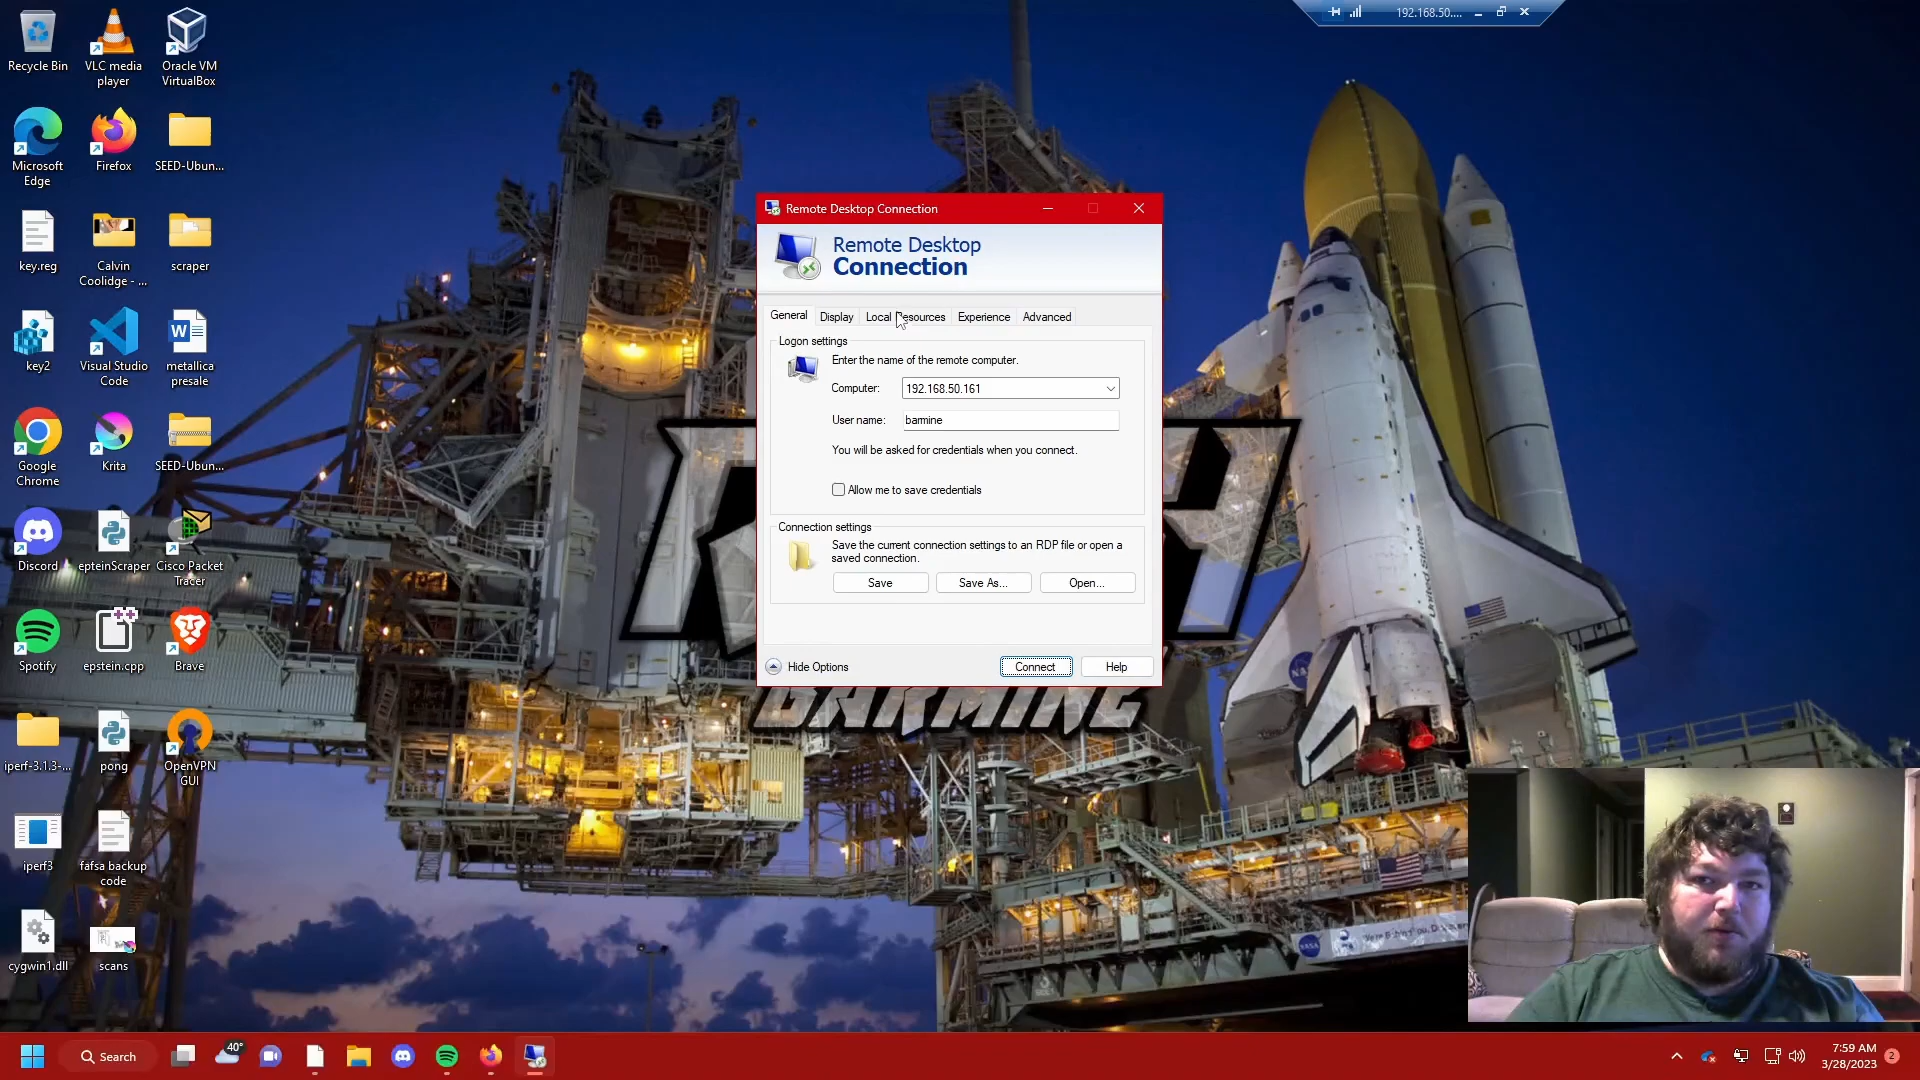 192.168.50....
Recycle Bin
VLC media
player
Oracle VM
VirtualBox
Microsoft
Edge
Firefox
SEED-Ubun...
key.reg
Calvin
Coolidge - ...
scraper
key2
Visual Studio
Code
metallica
presale
Google
Chrome
Krita
SEED-Ubun...
Discord
epteinScraper
Cisco Packet
Tracer
Spotify
epstein.cpp
Brave
iperf-3.1.3-...
pong
OpenVPN
GUI
iperf3
fafsa backup
code
cygwin1.dll
scans
Remote Desktop Connection
Remote Desktop
Connection
General Display Local Resources Experience Advanced
Logon settings
Enter the name of the remote computer.
Computer: 192.168.50.161
User name: barmine
You will be asked for credentials when you connect.
Allow me to save credentials
Connection settings
Save the current connection settings to an RDP file or open a
saved connection.
Save Save As... Open...
Hide Options Connect Help
BARMINE
NASA
Search
40°
7:59 AM
3/28/2023
2